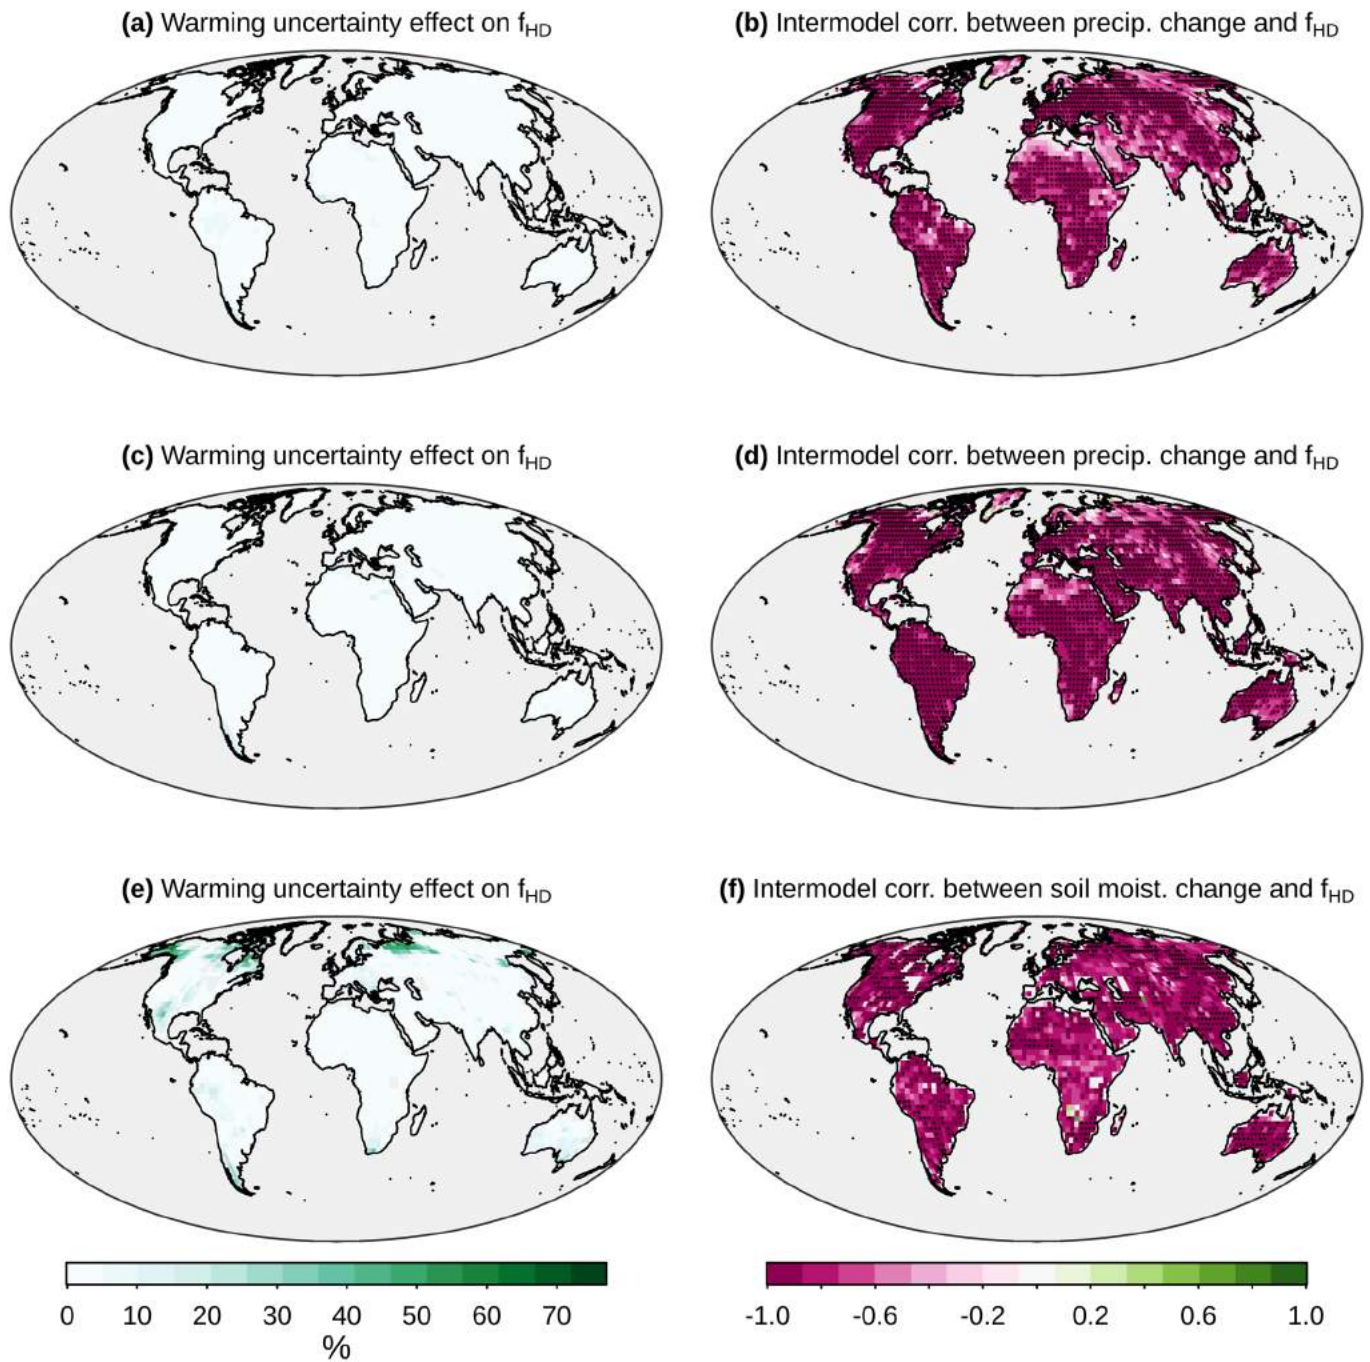 (a) Warming uncertainty effect on fHD
(b) Intermodel corr. between precip. change and fHD
(c) Warming uncertainty effect on fHD
(d) Intermodel corr. between precip. change and fHD
(e) Warming uncertainty effect on fHD
(f) Intermodel corr. between soil moist. change and fHD
0 10 20 30 40 50 60 70
%
-1.0 -0.6 -0.2 0.2 0.6 1.0